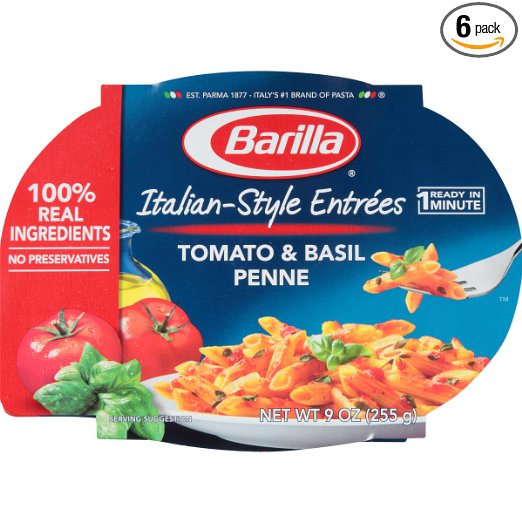 6
pack
EST. PARMA 1877 - ITALY'S #1 BRAND OF PASTA ®
Barilla ®
Italian-Style Entrées
1 READY IN
MINUTE
100%
REAL
INGREDIENTS
NO PRESERVATIVES
TOMATO & BASIL
PENNE
TM
SERVING SUGGESTION
NET WT 9 OZ (255 g)